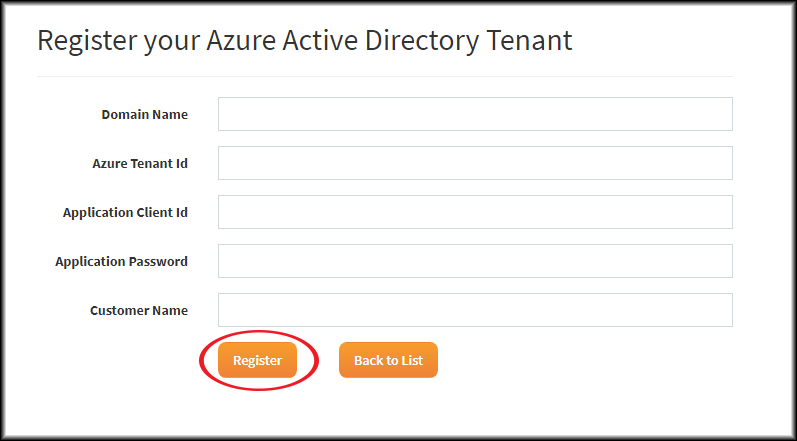 Register your Azure Active Directory Tenant
Domain Name
Azure Tenant Id
Application Client Id
Application Password
Customer Name
Register Back to List